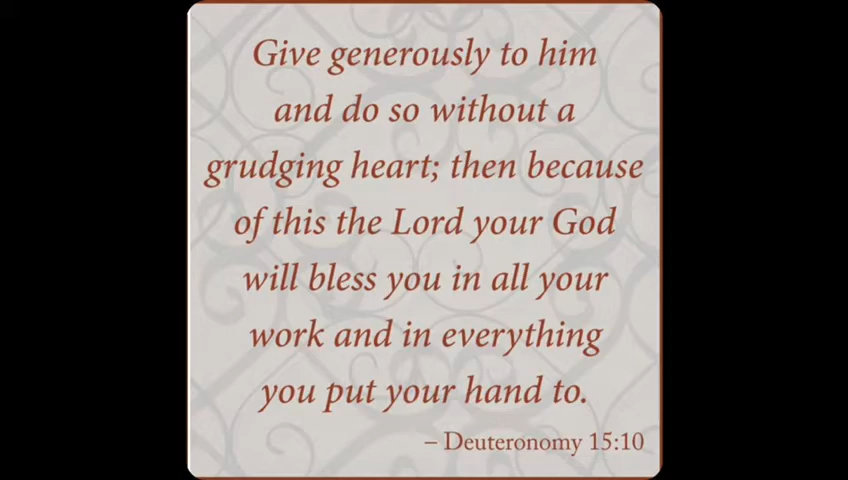 Give generously to him
and do so without a
grudging heart; then because
of this the Lord your God
will bless you in all your
work and in everything
you put your hand to.
– Deuteronomy 15:10